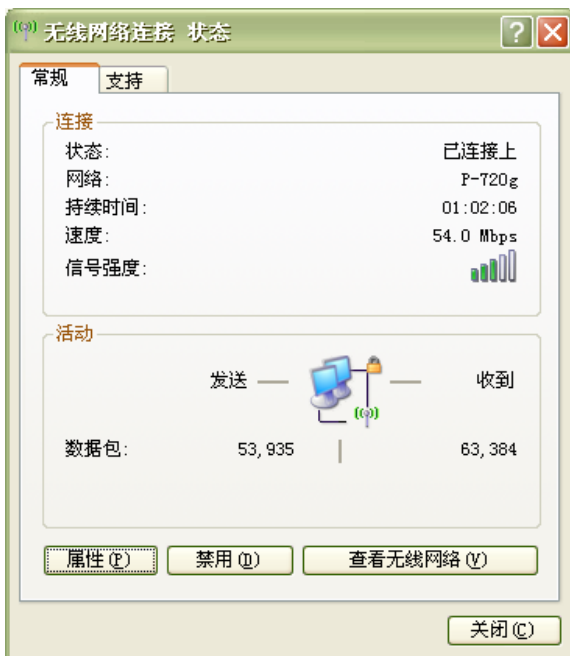 无线网络连接 状态
常规
支持
连接
状态: 已连接上
网络: P-720g
持续时间: 01:02:06
速度: 54.0 Mbps
信号强度:
活动
发送 — — 收到
数据包: 53,935 | 63,384
属性(P) 禁用(D) 查看无线网络(V)
关闭(C)